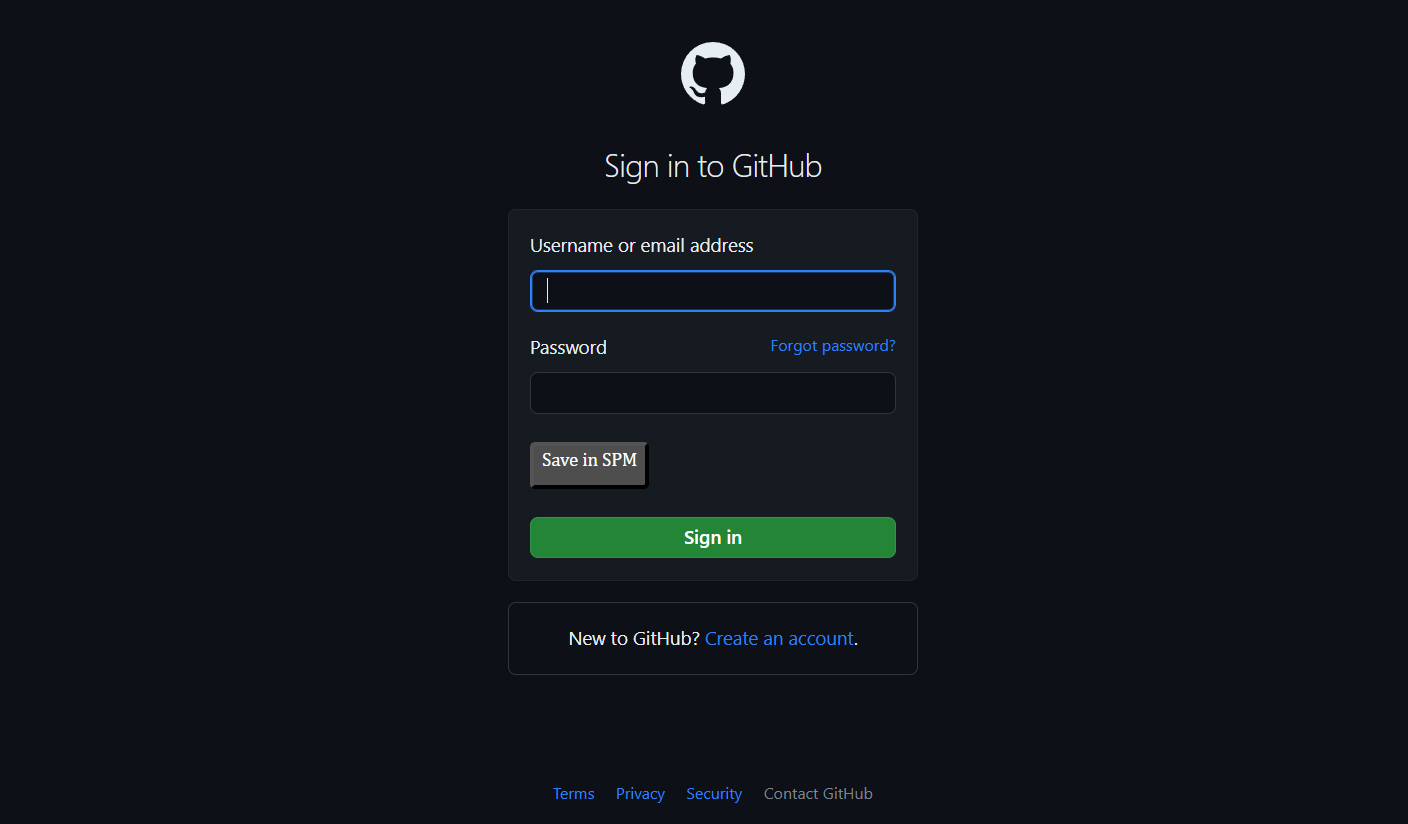 Sign in to GitHub
Username or email address
Password Forgot password?
Save in SPM
Sign in
New to GitHub? Create an account.
Terms Privacy Security Contact GitHub